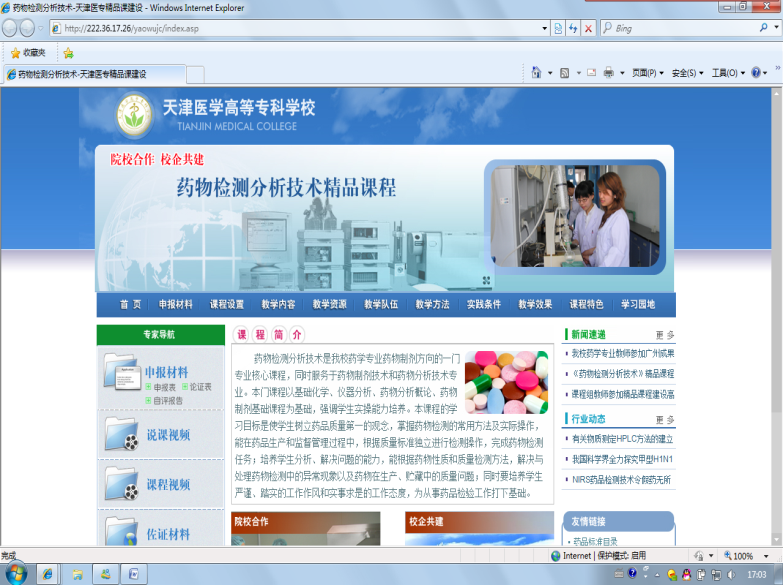 药物检测分析技术-天津医专精品课建设 - Windows Internet Explorer
http://222.36.17.26/yaowujc/index.asp
Bing
收藏夹
药物检测分析技术-天津医专精品课建设
页面(P) 安全(S) 工具(O)
天津医学高等专科学校
TIANJIN MEDICAL COLLEGE
院校合作 校企共建
药物检测分析技术精品课程
首 页 申报材料 课程设置 教学内容 教学资源 教学队伍 教学方法 实践条件 教学效果 课程特色 学习园地
专家导航
申报材料
申报表 论证表
自评报告
说课视频
课程视频
佐证材料
课 程 简 介
药物检测分析技术是我校药学专业药物制剂方向的一门
专业核心课程，同时服务于药物制剂技术和药物分析技术专
业。本门课程以基础化学、仪器分析、药物分析概论、药物
制剂基础课程为基础，强调学生实操能力培养。本课程的学
习目标是使学生树立药品质量第一的观念，掌握药物检测的常用方法及实际操作，
能在药品生产和监督管理过程中，根据质量标准独立进行检测操作，完成药物检测
任务；培养学生分析、解决问题的能力，能根据药物性质和质量检测方法，解决与
处理药物检测中的异常现象以及药物在生产、贮藏中的质量问题；同时要培养学生
严谨、踏实的工作作风和实事求是的工作态度，为从事药品检验工作打下基础。
院校合作
校企共建
新闻速递 更多
我校药学专业教师参加广州成果
《药物检测分析技术》精品课程
课程组教师参加精品课程建设高
行业动态 更多
有关物质测定HPLC方法的建立
我国科学界全力探究甲型H1N1
NIRS药品检测技术令假药无所
友情链接
药品标准目录
完成
Internet | 保护模式: 启用
100%
17:03